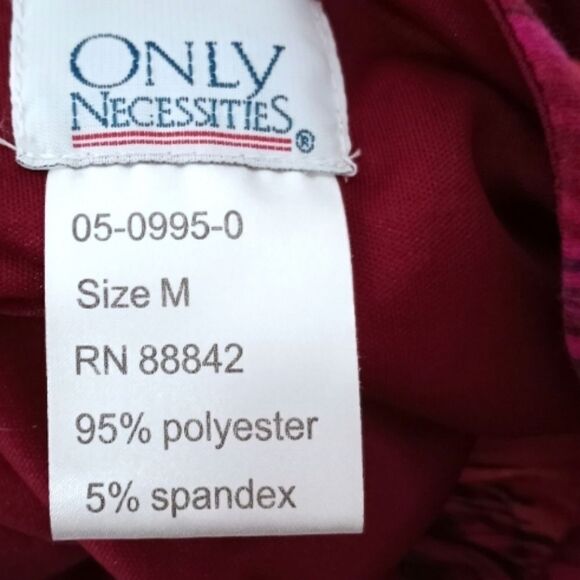 ONLY
NECESSITIES®
05-0995-0
Size M
RN 88842
95% polyester
5% spandex